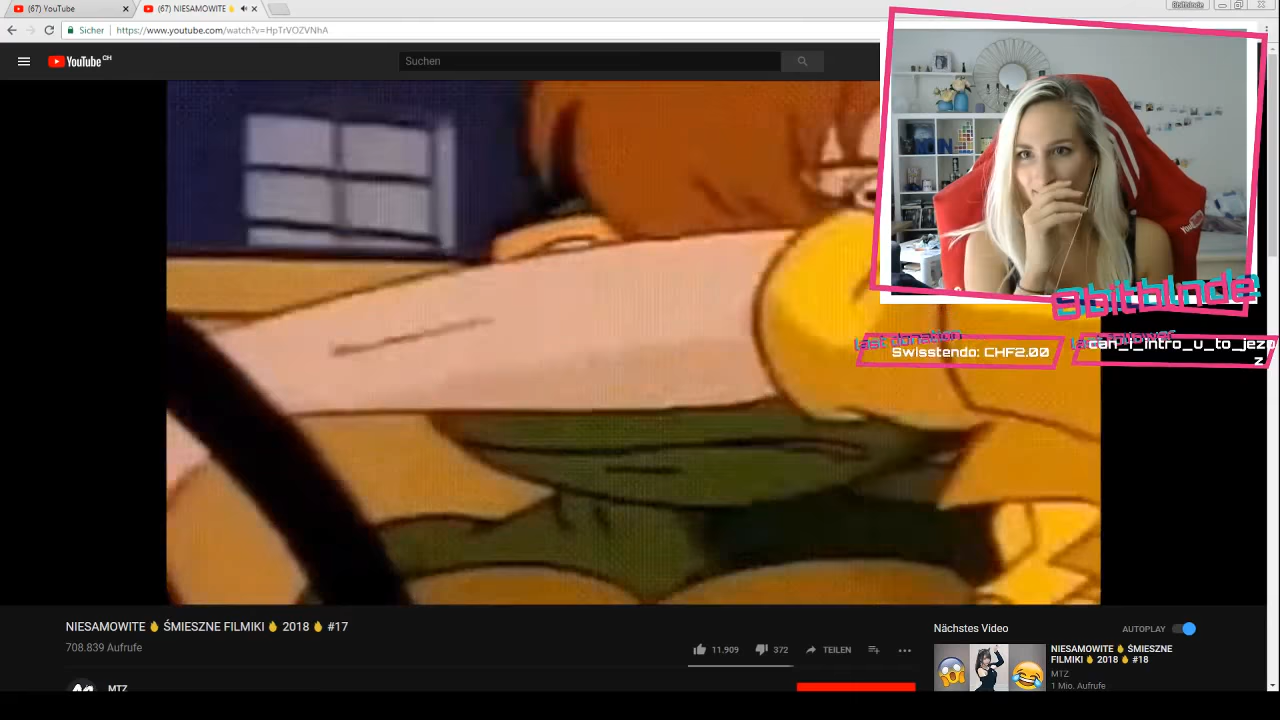 (67) YouTube
(67) NIESAMOWITE
8bitblnde
Sicher
https://www.youtube.com/watch?v=HpTrVOZVNhA
YouTube CH
Suchen
8bitblnde
last donation
Swisstendo: CHF2.00
can_i_intro_u_to_jezp
z
NIESAMOWITE ŚMIESZNE FILMIKI 2018 #17
708.839 Aufrufe
11.909
372
TEILEN
MTZ
Nächstes Video
AUTOPLAY
NIESAMOWITE ŚMIESZNE
FILMIKI 2018 #18
MTZ
1 Mio. Aufrufe